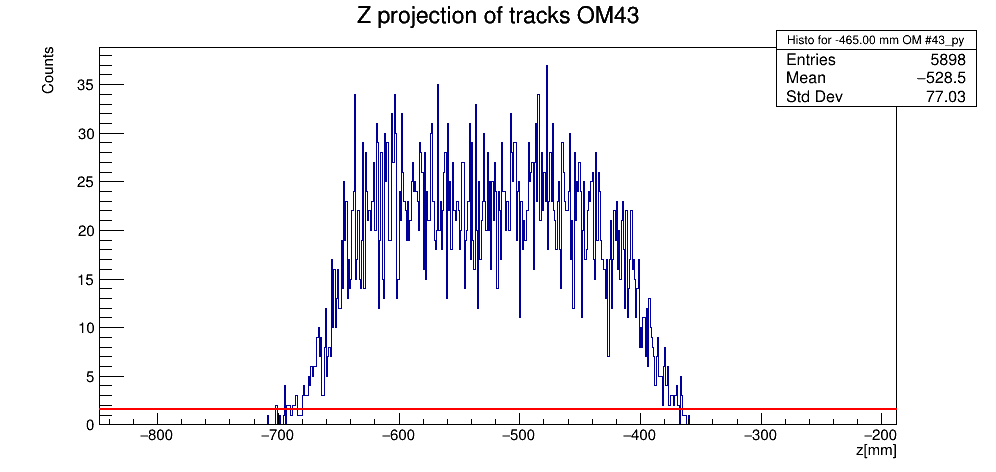 Z projection of tracks OM43
Histo for -465.00 mm OM #43_py
Entries 5898
Mean −528.5
Std Dev 77.03
Counts
35
30
25
20
15
10
5
0
−800 −700 −600 −500 −400 −300 −200
z[mm]